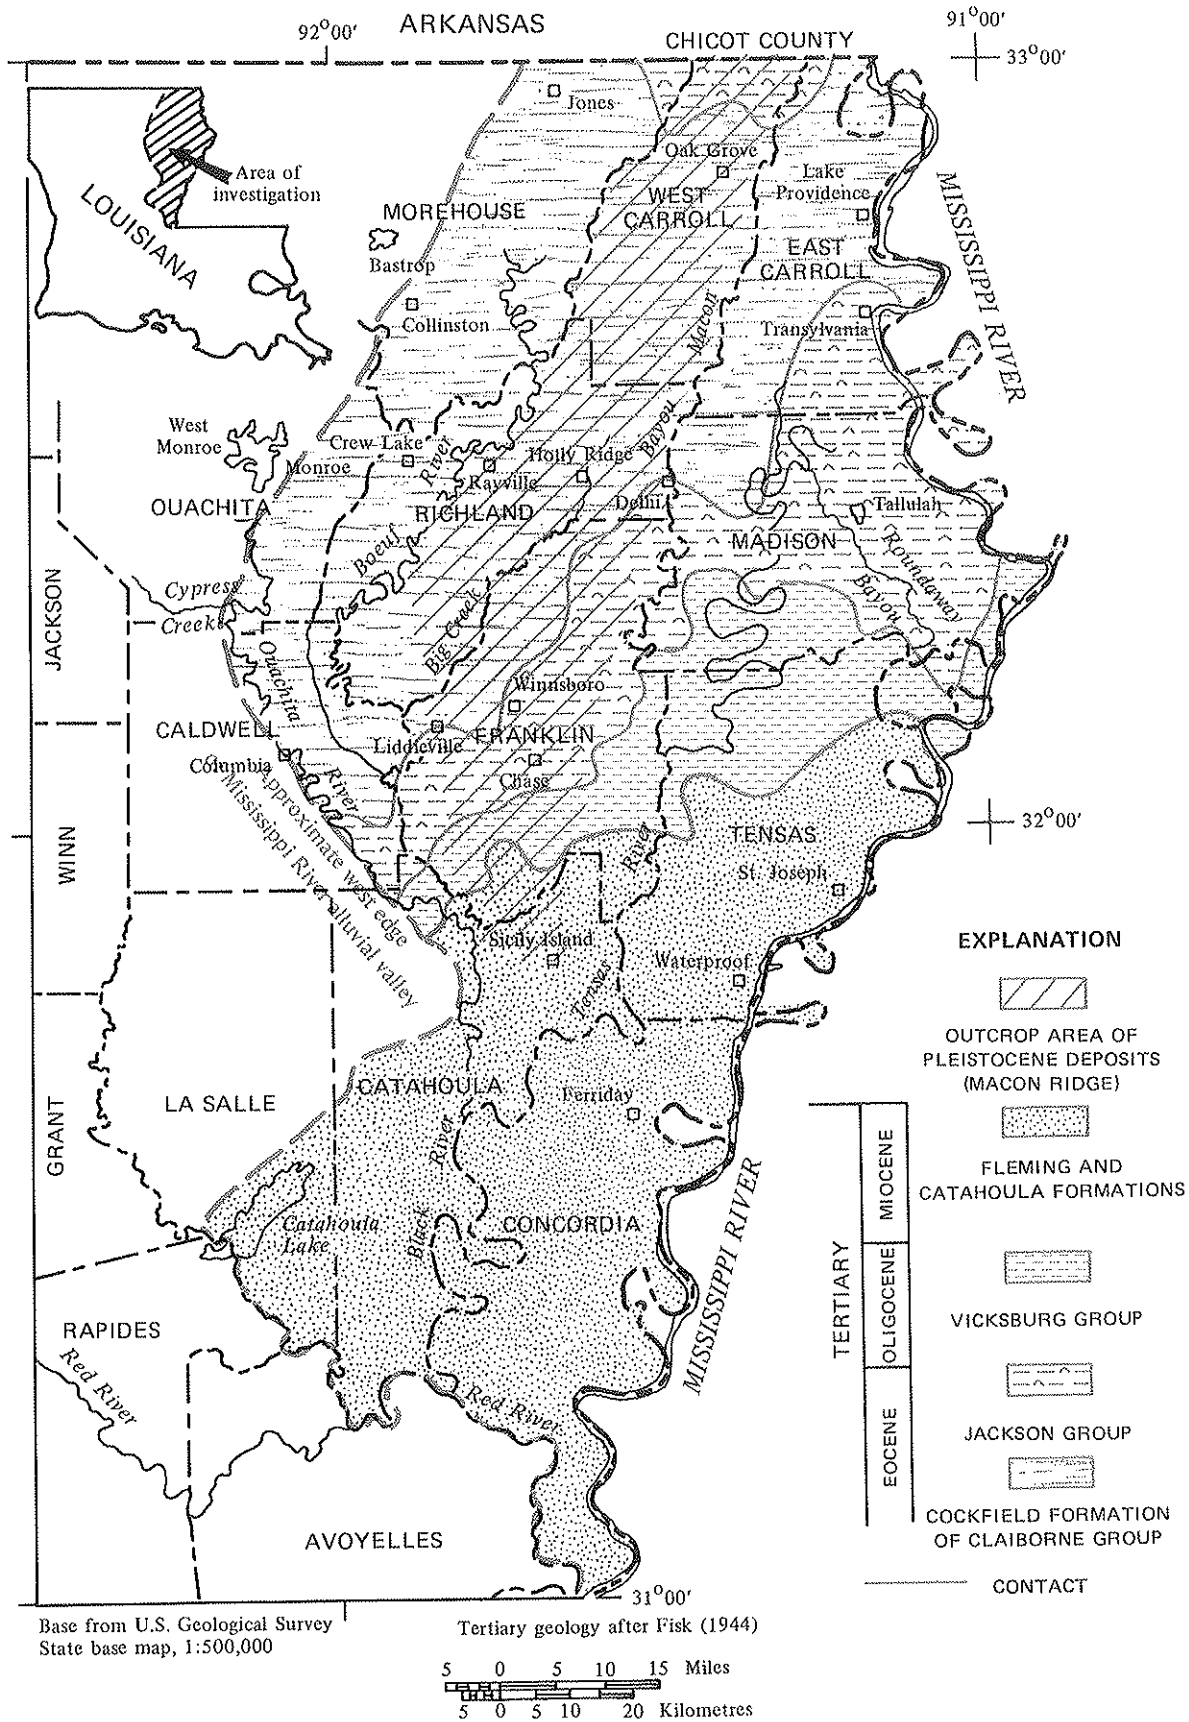 ARKANSAS
92°00'
91°00'
CHICOT COUNTY
33°00'
Jones
Oak Grove
Lake
Providence
WEST
CARROLL
Area of
investigation
LOUISIANA
MOREHOUSE
Bastrop
EAST
CARROLL
MISSISSIPPI RIVER
Collinston
Macon
Transylvania
West
Monroe
Monroe
Crew Lake
River
Rayville
Holly Ridge
Bayou
Delhi
OUACHITA
RICHLAND
Boeuf
MADISON
Tallulah
Roundaway
Bayou
Cypress
Creek
JACKSON
Ouachita
Big Creek
Winnsboro
CALDWELL
Columbia
Liddieville
FRANKLIN
Chase
River
Approximate west edge
Mississippi River alluvial valley
WINN
TENSAS
32°00'
River
St. Joseph
Sicily Island
Waterproof
Tensas
EXPLANATION
OUTCROP AREA OF
PLEISTOCENE DEPOSITS
(MACON RIDGE)
CATAHOULA
LA SALLE
GRANT
Ferriday
River
Black
CONCORDIA
Catahoula
Lake
MISSISSIPPI RIVER
TERTIARY
MIOCENE
FLEMING AND
CATAHOULA FORMATIONS
OLIGOCENE
VICKSBURG GROUP
EOCENE
JACKSON GROUP
COCKFIELD FORMATION
OF CLAIBORNE GROUP
CONTACT
RAPIDES
Red River
Red River
AVOYELLES
31°00'
Base from U.S. Geological Survey
State base map, 1:500,000
Tertiary geology after Fisk (1944)
5 0 5 10 15 Miles
5 0 5 10 20 Kilometres